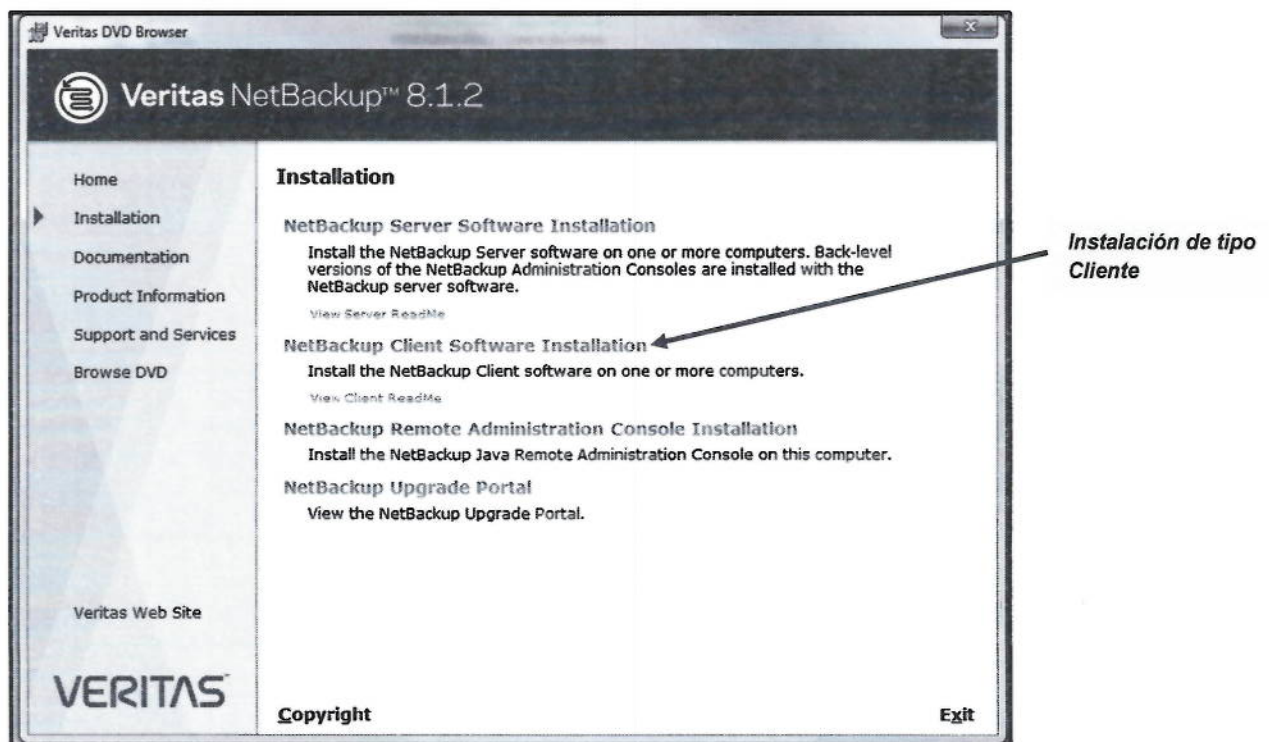 Veritas DVD Browser
Veritas NetBackup™ 8.1.2
Home
Installation
Documentation
Product Information
Support and Services
Browse DVD
Veritas Web Site
VERITAS
Installation
NetBackup Server Software Installation
Install the NetBackup Server software on one or more computers. Back-level
versions of the NetBackup Administration Consoles are installed with the
NetBackup server software.
View Server ReadMe
NetBackup Client Software Installation
Install the NetBackup Client software on one or more computers.
View Client ReadMe
NetBackup Remote Administration Console Installation
Install the NetBackup Java Remote Administration Console on this computer.
NetBackup Upgrade Portal
View the NetBackup Upgrade Portal.
Copyright
Exit
Instalación de tipo
Cliente